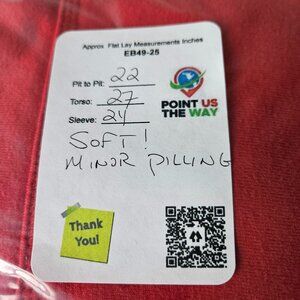 Approx. Flat Lay Measurements Inches
EB49-25
Pit to Pit: 22
Torso: 27
Sleeve: 24
POINT US
THE WAY
SOFT!
MINOR PILLING
Thank
You!